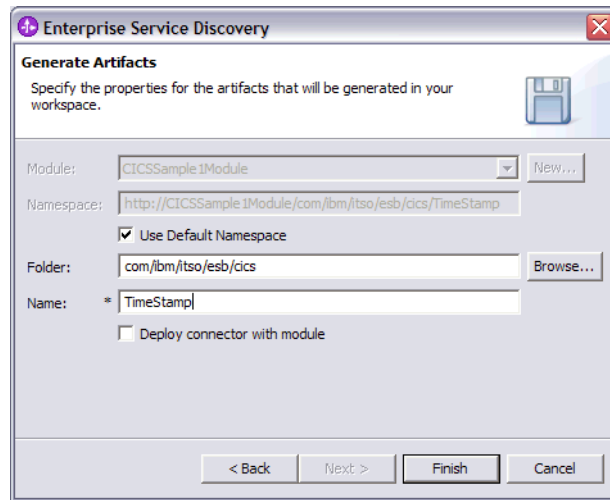 Enterprise Service Discovery
Generate Artifacts
Specify the properties for the artifacts that will be generated in your
workspace.
Module: CICSSample1Module New...
Namespace: http://CICSSample1Module/com/ibm/itso/esb/cics/TimeStamp
Use Default Namespace
Folder: com/ibm/itso/esb/cics Browse...
Name: * TimeStamp
Deploy connector with module
< Back Next > Finish Cancel